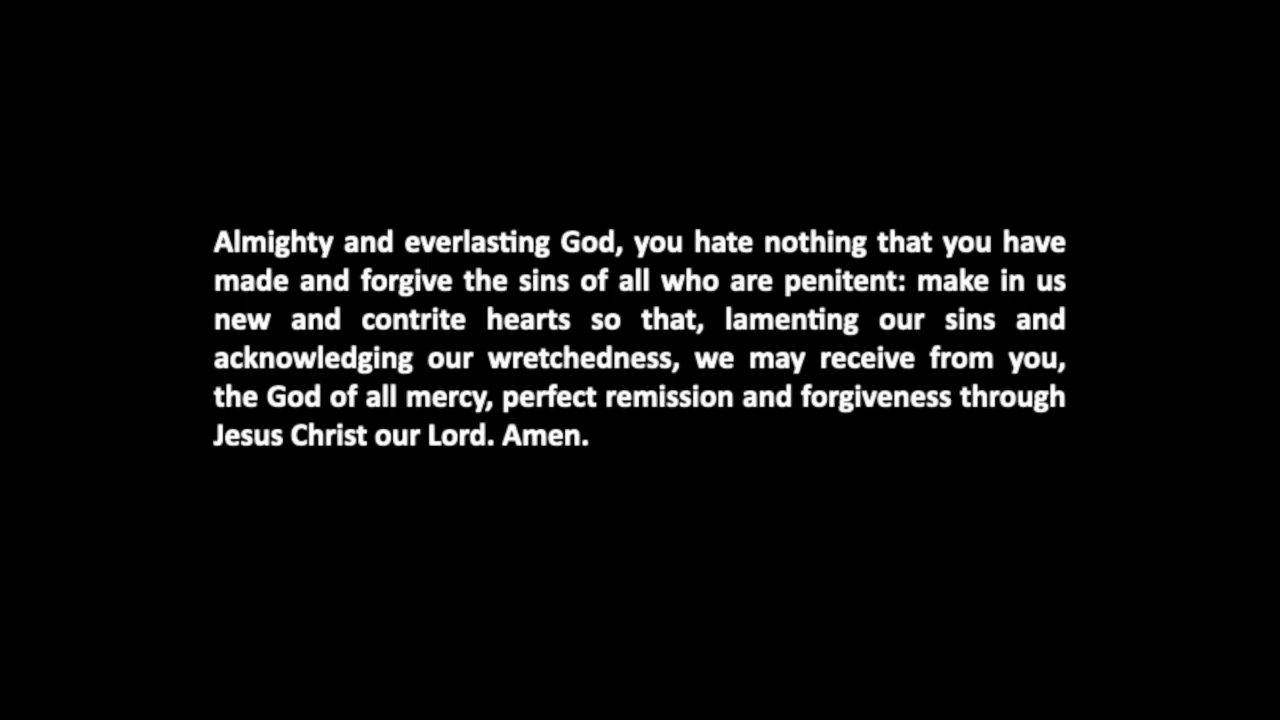 Almighty and everlasting God, you hate nothing that you have
made and forgive the sins of all who are penitent: make in us
new and contrite hearts so that, lamenting our sins and
acknowledging our wretchedness, we may receive from you,
the God of all mercy, perfect remission and forgiveness through
Jesus Christ our Lord. Amen.